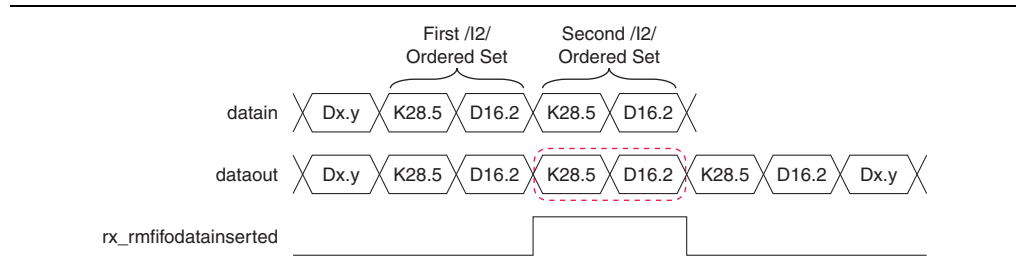 First /I2/ Second /I2/
Ordered Set Ordered Set
datain Dx.y K28.5 D16.2 K28.5 D16.2
dataout Dx.y K28.5 D16.2 K28.5 D16.2 K28.5 D16.2 Dx.y
rx_rmfifodatainserted